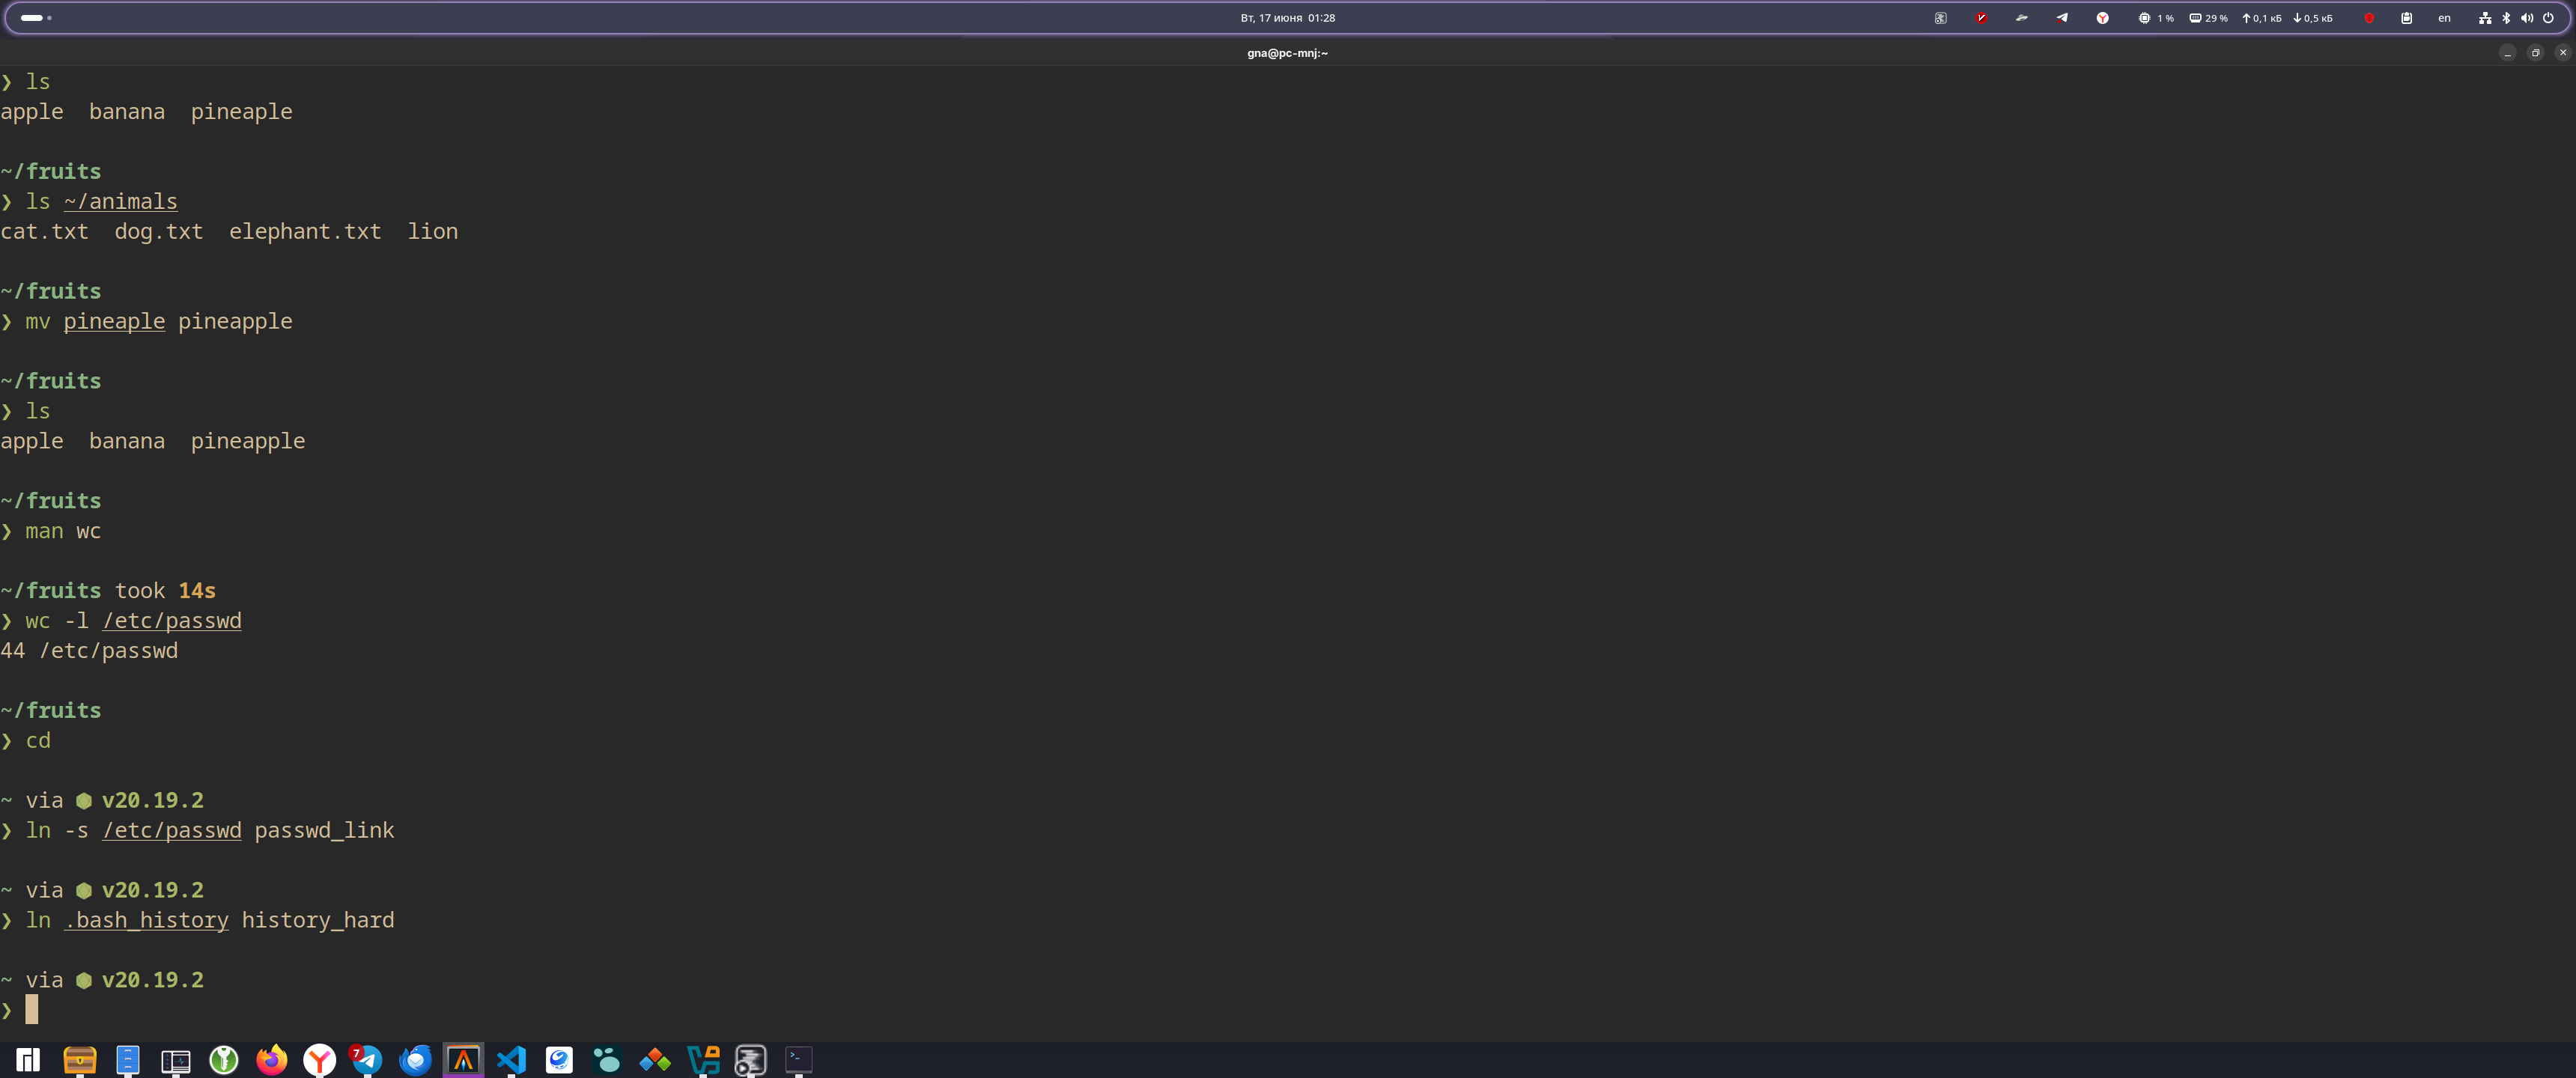 Вт, 17 июня 01:28
1 % 29 % 0,1 кБ 0,5 кБ en
gna@pc-mnj:~
❯ ls
apple  banana  pineaple
~/fruits
❯ ls ~/animals
cat.txt  dog.txt  elephant.txt  lion
~/fruits
❯ mv pineaple pineapple
~/fruits
❯ ls
apple  banana  pineapple
~/fruits
❯ man wc
~/fruits took 14s
❯ wc -l /etc/passwd
44 /etc/passwd
~/fruits
❯ cd
~ via ⬢ v20.19.2
❯ ln -s /etc/passwd passwd_link
~ via ⬢ v20.19.2
❯ ln .bash_history history_hard
~ via ⬢ v20.19.2
❯
7